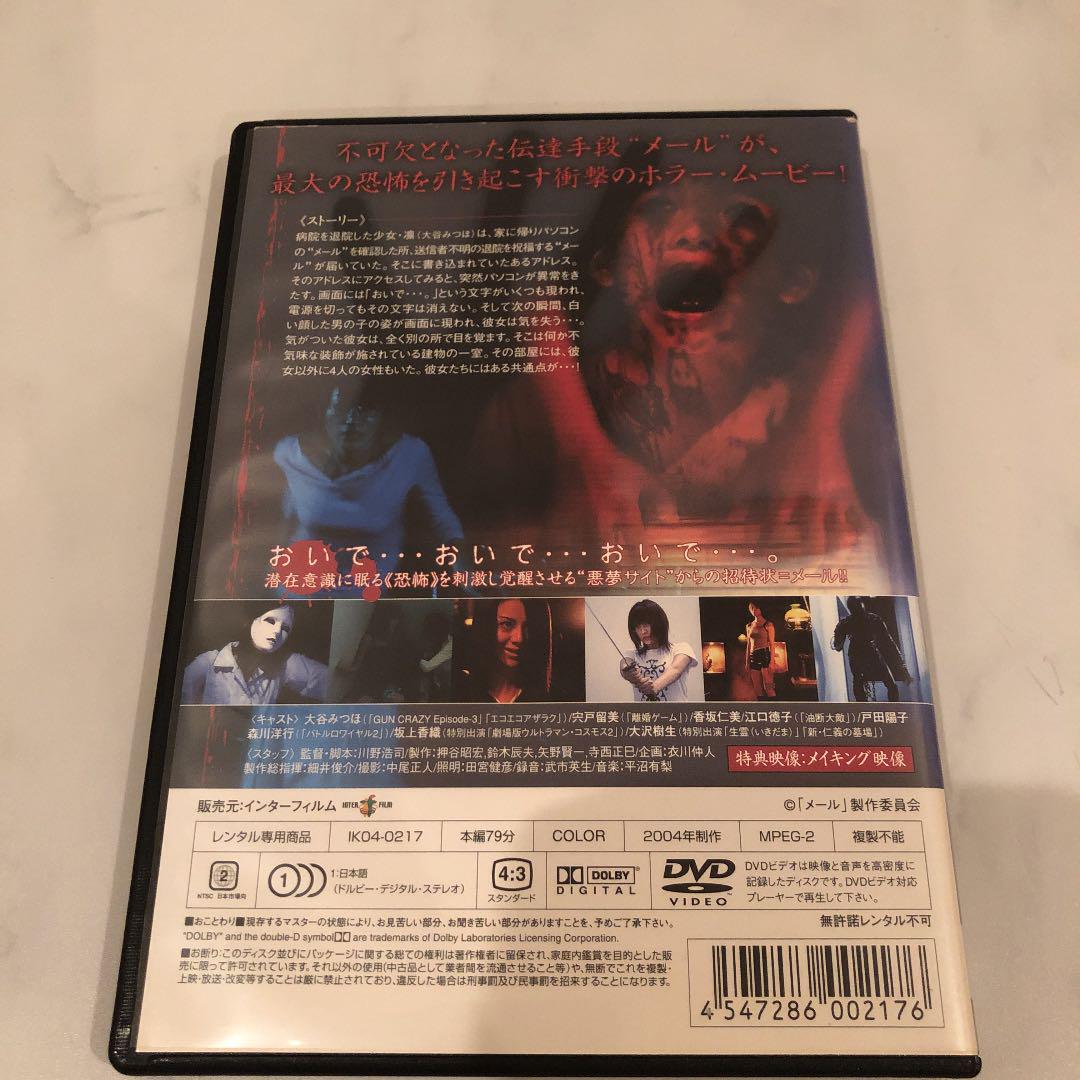 不可欠となった伝達手段“メール”が、
最大の恐怖を引き起こす衝撃のホラー・ムービー!
《ストーリー》
病院を退院した少女・凛(大谷みつほ)は、家に帰りパソコン
の“メール”を確認した所、送信者不明の退院を祝福する“メー
ル”が届いていた。そこに書き込まれていたあるアドレス。
そのアドレスにアクセスしてみると、突然パソコンが異常をき
たす。画面には「おいで・・・。」という文字がいくつも現われ、
電源を切ってもその文字は消えない。そして次の瞬間、白
い顔した男の子の姿が画面に現われ、彼女は気を失う・・・。
気がついた彼女は、全く別の所で目を覚ます。そこは何か不
気味な装飾が施されている建物の一室。その部屋には、彼
女以外に4人の女性もいた。彼女たちにはある共通点が・・・!
おいで・・・おいで・・・おいで・・・。
潜在意識に眠る《恐怖》を刺激し覚醒させる“悪夢サイト”からの招待状=メール!!
〈キャスト〉大谷みつほ(「GUN CRAZY Episode-3」「エコエコアザラク」)/宍戸留美(「離婚ゲーム」)/香坂仁美/江口徳子(「油断大敵」)/戸田陽子
森川洋行(「バトルロワイヤル2」)/坂上香織(特別出演「劇場版ウルトラマン・コスモス2」)/大沢樹生(特別出演「生霊(いきだま)」「新・仁義の墓場」)
〈スタッフ〉監督・脚本:川野浩司/製作:押谷昭宏,鈴木辰夫,矢野賢一,寺西正巳/企画:衣川仲人
製作総指揮:細井俊介/撮影:中尾正人/照明:田宮健彦/録音:武市英生/音楽:平沼有梨
特典映像:メイキング映像
販売元:インターフィルム INTER FILM
©「メール」製作委員会
レンタル専用商品 IK04-0217 本編79分 COLOR 2004年制作 MPEG-2 複製不能
2
NTSC 日本市場向
1 1:日本語
(ドルビー・デジタル・ステレオ)
4:3
スタンダード
DOLBY
DIGITAL
DVD
VIDEO
DVDビデオは映像と音声を高密度に
記録したディスクです。DVDビデオ対応
プレーヤーで再生して下さい。
■おことわり■現存するマスターの状態により、お見苦しい部分、お聞き苦しい部分がありますことを、予めご了承下さい。
無許諾レンタル不可
"DOLBY" and the double-D symbol are trademarks of Dolby Laboratories Licensing Corporation.
■お断り:このディスク並びにパッケージに関する総ての権利は著作権者に留保され、家庭内鑑賞を目的とした販
売に限って許可されています。それ以外の使用(中古品として業者間を流通させること等)や、無断でこれを複製・
上映・放送・改変等することは厳に禁止されており、違反した場合は刑事罰及び民事罰を招来することになります。
4 547286 002176